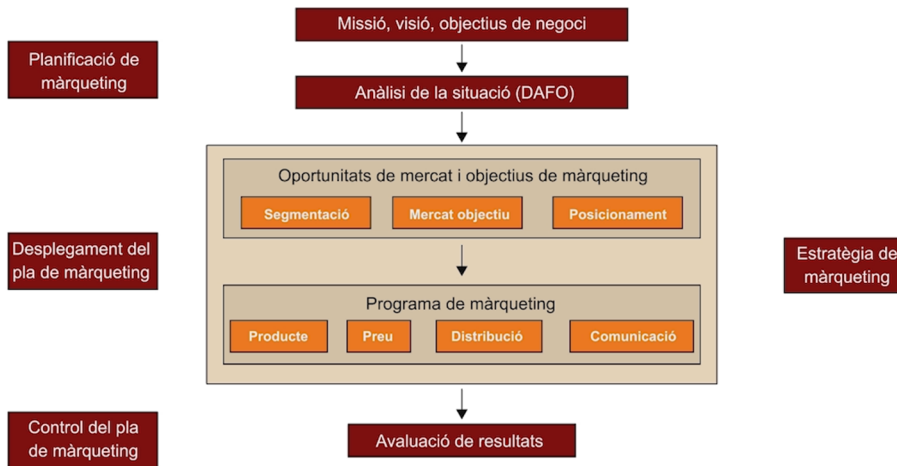 Missió, visió, objectius de negoci
Planificació de
màrqueting
Anàlisi de la situació (DAFO)
Oportunitats de mercat i objectius de màrqueting
Segmentació
Mercat objectiu
Posicionament
Desplegament del
pla de màrqueting
Estratègia de
màrqueting
Programa de màrqueting
Producte
Preu
Distribució
Comunicació
Control del pla
de màrqueting
Avaluació de resultats